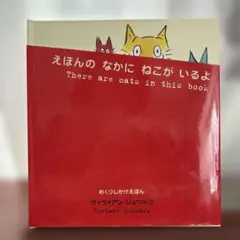 えほんの なかに ねこが いるよ
There are cats in this book
めくりしかけえほん
ヴィヴィアン・シュワルツ
Viviane Schwarz